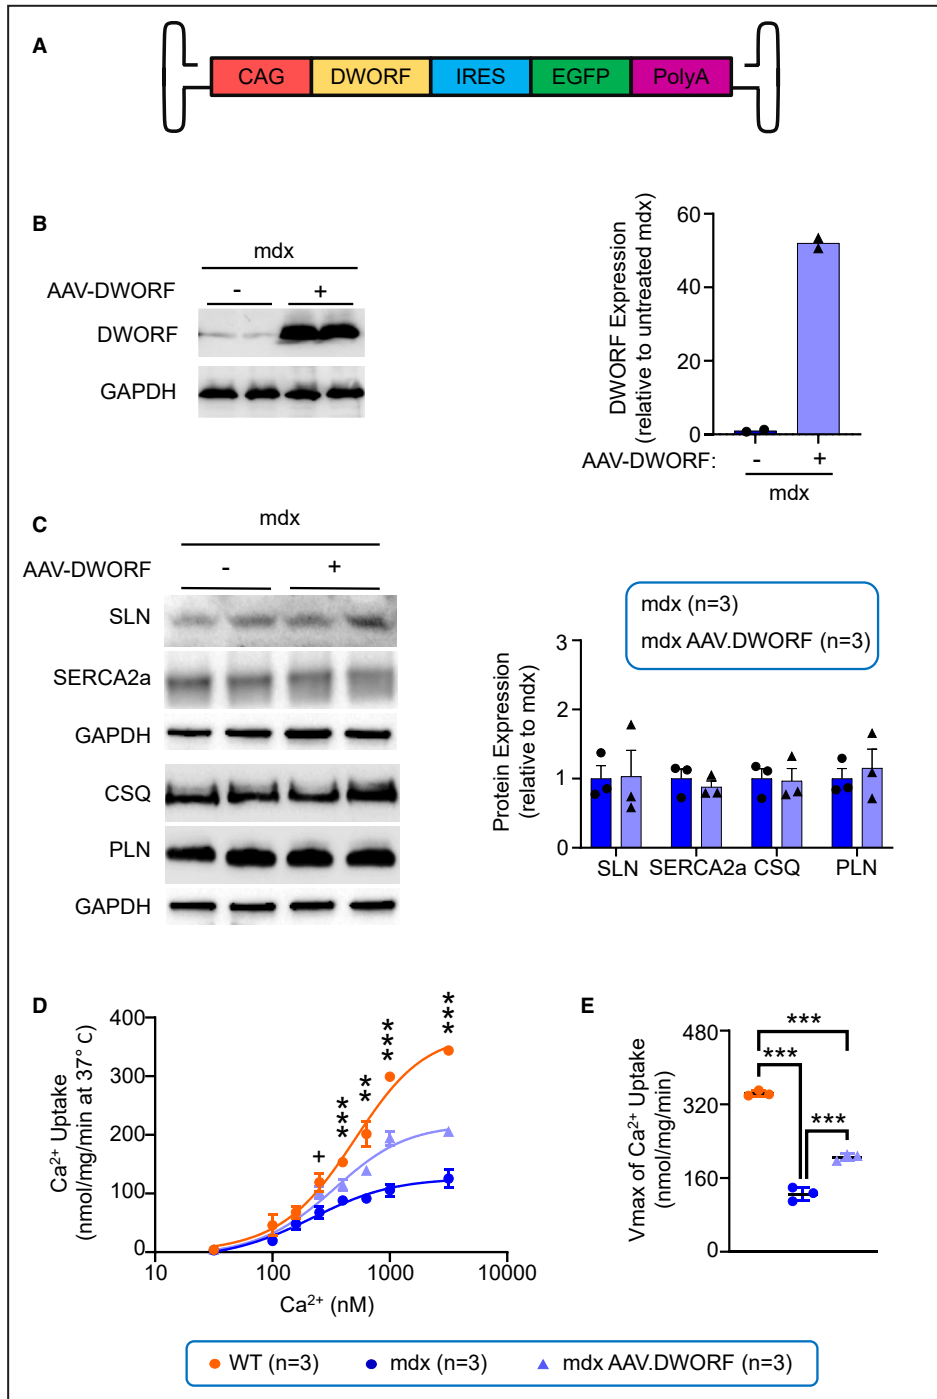 A
CAG DWORF IRES EGFP PolyA
B
mdx
AAV-DWORF - +
DWORF
GAPDH
DWORF Expression
(relative to untreated mdx)
60
40
20
0
AAV-DWORF: - +
mdx
C
mdx
AAV-DWORF - +
SLN
SERCA2a
GAPDH
CSQ
PLN
GAPDH
mdx (n=3)
mdx AAV.DWORF (n=3)
Protein Expression
(relative to mdx)
3
2
1
0
SLN SERCA2a CSQ PLN
D
Ca²⁺ Uptake
(nmol/mg/min at 37° C)
400
300
200
100
0
+ *** ** *** ***
10 100 1000 10000
Ca²⁺ (nM)
E
Vmax of Ca²⁺ Uptake
(nmol/mg/min)
480
320
160
0
***
***
***
WT (n=3) mdx (n=3) mdx AAV.DWORF (n=3)